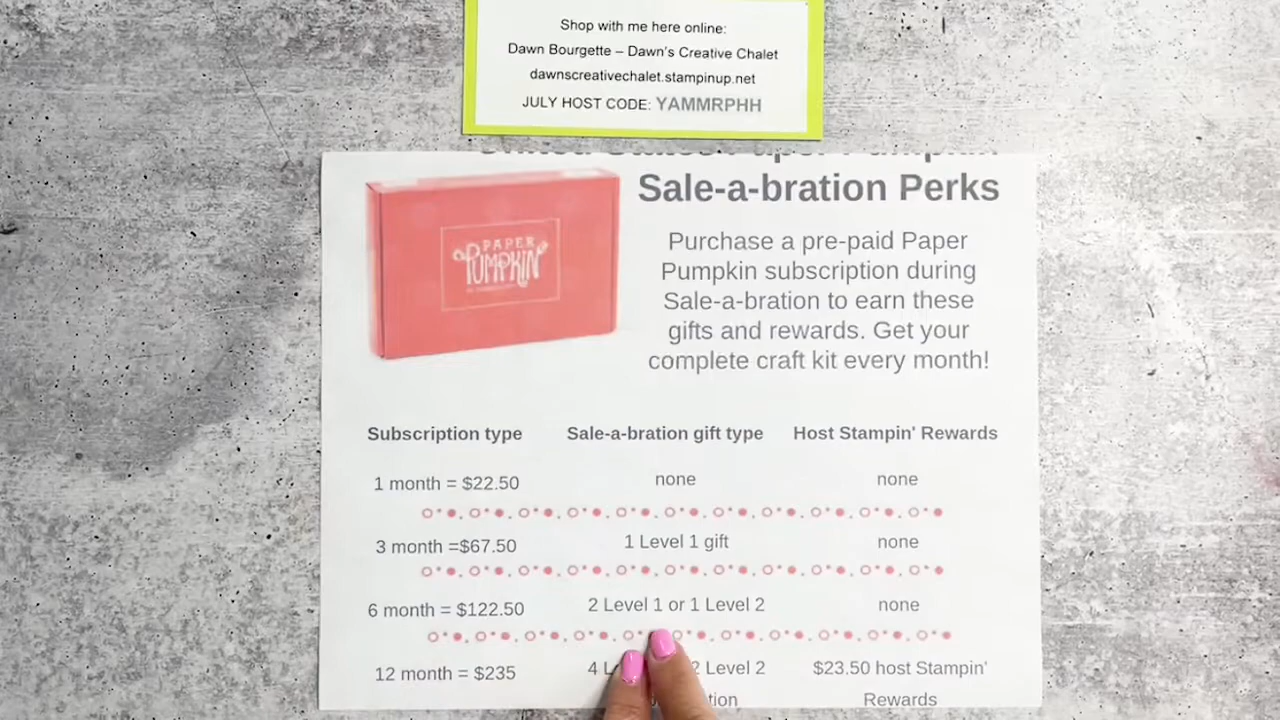 Shop with me here online:
Dawn Bourgette – Dawn's Creative Chalet
dawnscreativechalet.stampinup.net
JULY HOST CODE: YAMMRPHH
Sale-a-bration Perks
PAPER
PUMPKIN
Purchase a pre-paid Paper
Pumpkin subscription during
Sale-a-bration to earn these
gifts and rewards. Get your
complete craft kit every month!
Subscription type Sale-a-bration gift type Host Stampin' Rewards
1 month = $22.50 none none
3 month =$67.50 1 Level 1 gift none
6 month = $122.50 2 Level 1 or 1 Level 2 none
12 month = $235 4 Level 2 $23.50 host Stampin'
Rewards